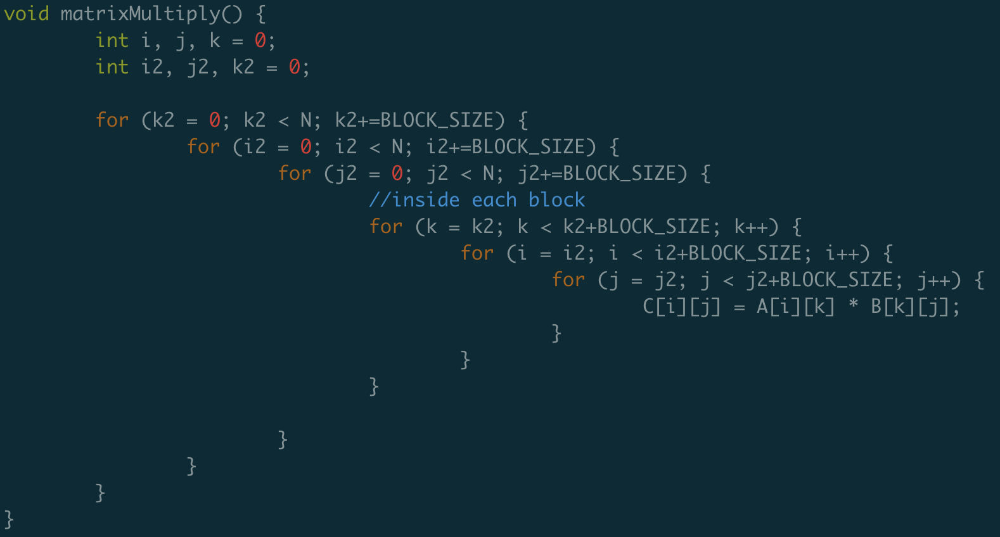 void matrixMultiply() {
        int i, j, k = 0;
        int i2, j2, k2 = 0;

        for (k2 = 0; k2 < N; k2+=BLOCK_SIZE) {
                for (i2 = 0; i2 < N; i2+=BLOCK_SIZE) {
                        for (j2 = 0; j2 < N; j2+=BLOCK_SIZE) {
                                //inside each block
                                for (k = k2; k < k2+BLOCK_SIZE; k++) {
                                        for (i = i2; i < i2+BLOCK_SIZE; i++) {
                                                for (j = j2; j < j2+BLOCK_SIZE; j++) {
                                                        C[i][j] = A[i][k] * B[k][j];
                                                }
                                        }
                                }

                        }
                }
        }
}